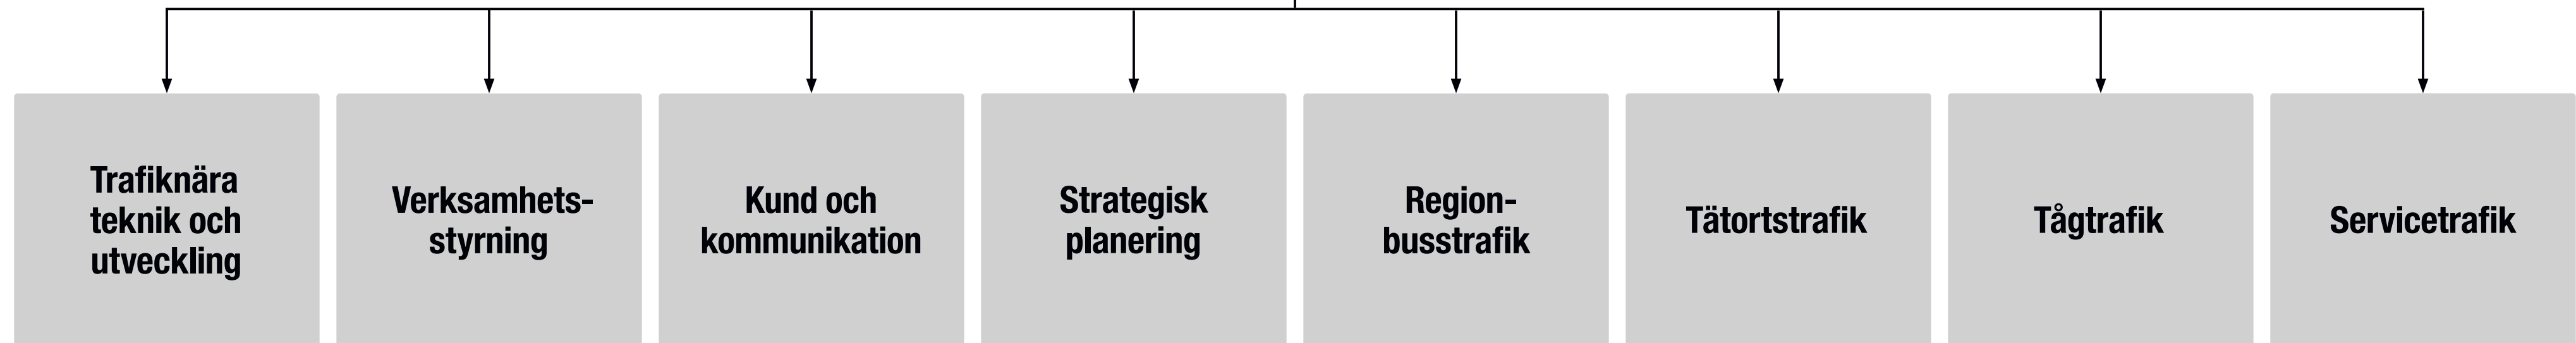 Trafiknära
teknik och
utveckling
Verksamhets-
styrning
Kund och
kommunikation
Strategisk
planering
Region-
busstrafik
Tätortstrafik
Tågtrafik
Servicetrafik